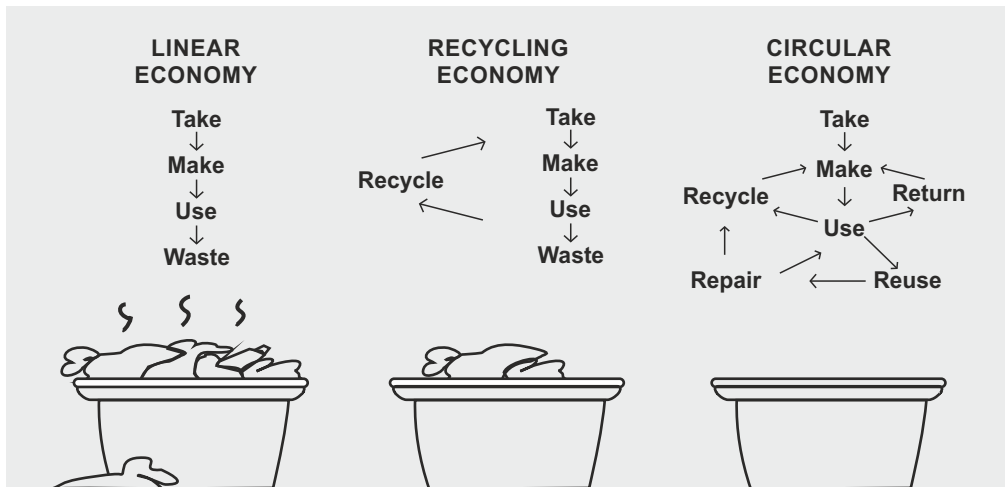 LINEAR
ECONOMY
Take
Make
Use
Waste
RECYCLING
ECONOMY
Take
Make
Recycle
Use
Waste
CIRCULAR
ECONOMY
Take
Make
Recycle
Return
Use
Repair
Reuse